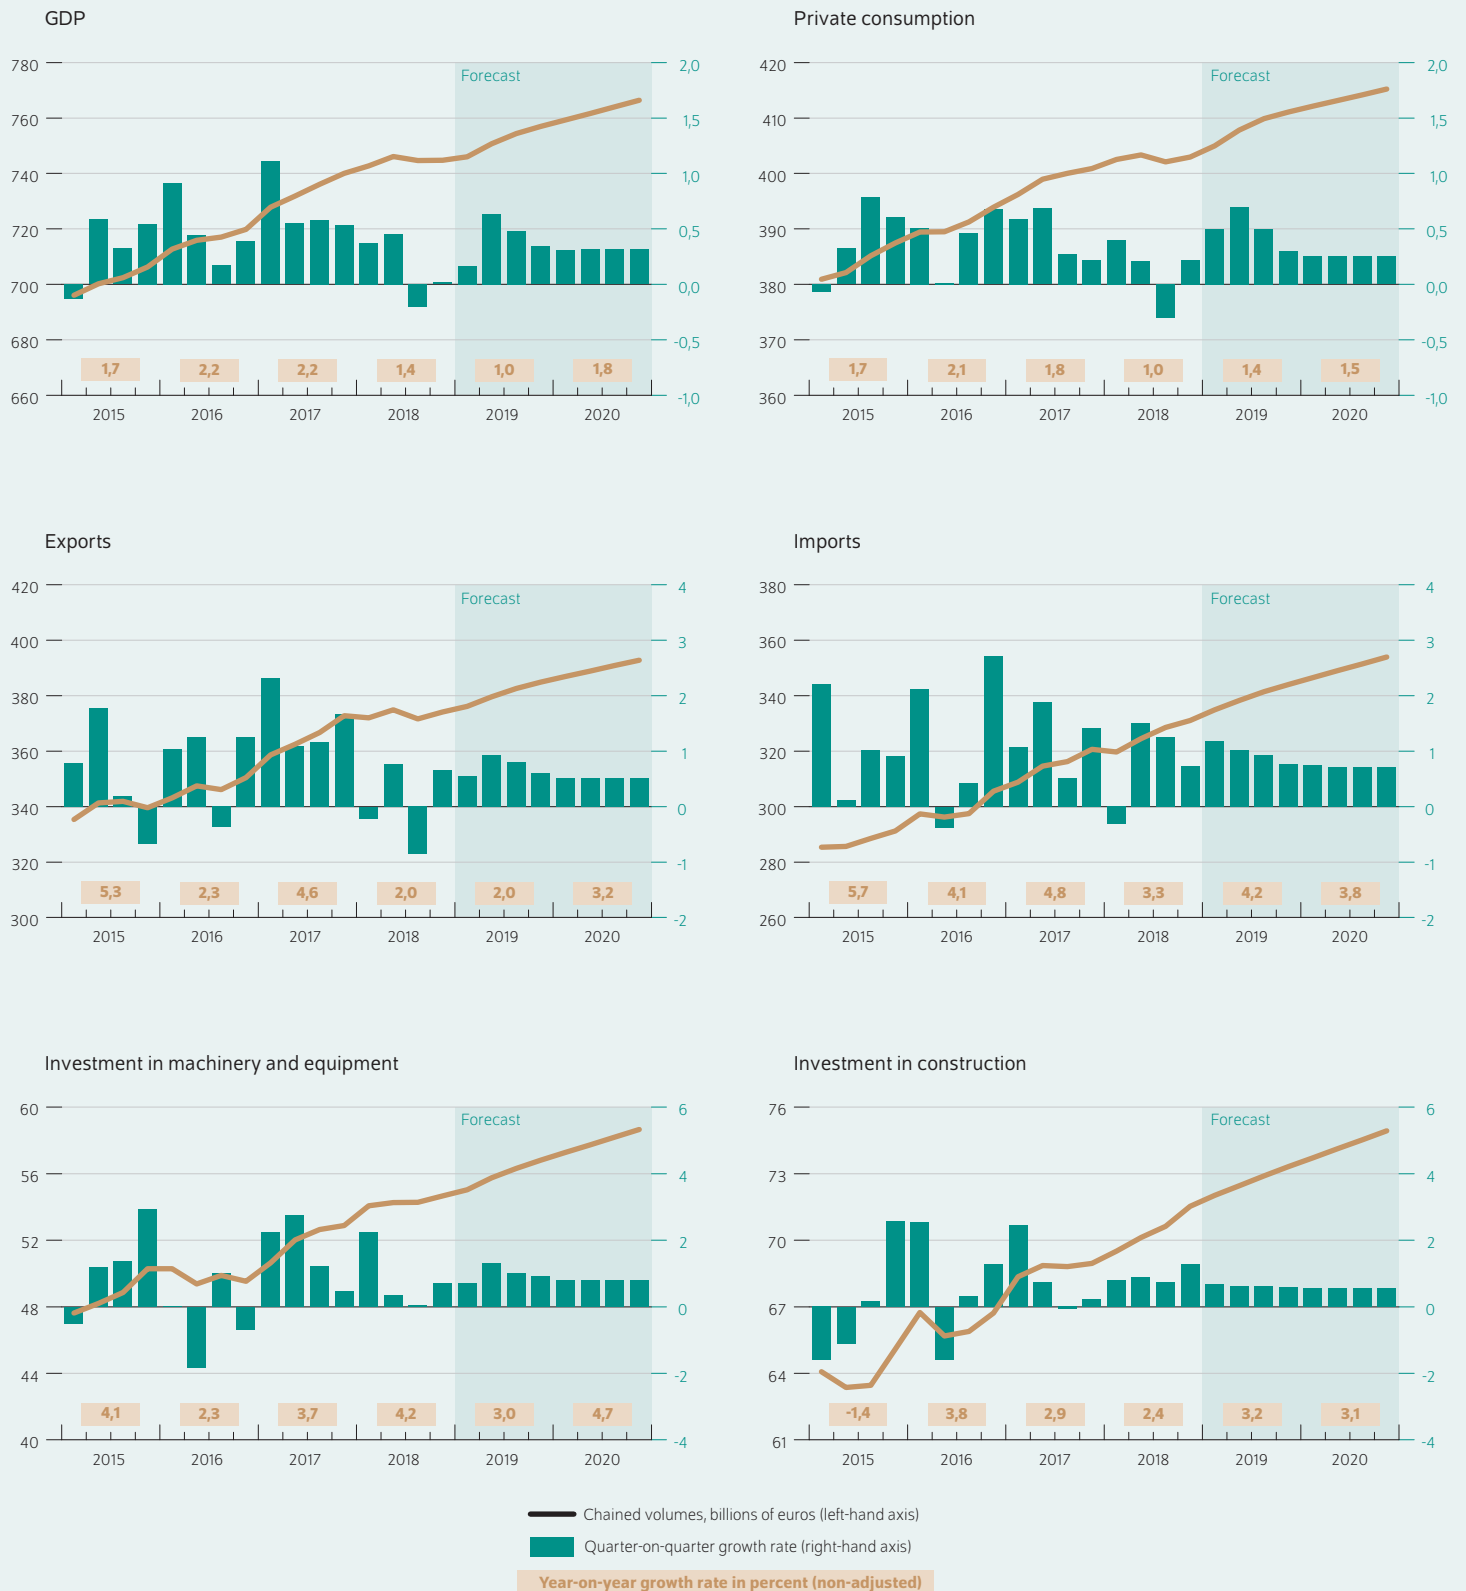 GDP
780
760
740
720
700
680
660
2,0
1,5
1,0
0,5
0,0
-0,5
-1,0
Forecast
1,7 2,2 2,2 1,4 1,0 1,8
2015 2016 2017 2018 2019 2020
Private consumption
420
410
400
390
380
370
360
2,0
1,5
1,0
0,5
0,0
-0,5
-1,0
Forecast
1,7 2,1 1,8 1,0 1,4 1,5
2015 2016 2017 2018 2019 2020
Exports
420
400
380
360
340
320
300
4
3
2
1
0
-1
-2
Forecast
5,3 2,3 4,6 2,0 2,0 3,2
2015 2016 2017 2018 2019 2020
Imports
380
360
340
320
300
280
260
4
3
2
1
0
-1
-2
Forecast
5,7 4,1 4,8 3,3 4,2 3,8
2015 2016 2017 2018 2019 2020
Investment in machinery and equipment
60
56
52
48
44
40
6
4
2
0
-2
-4
Forecast
4,1 2,3 3,7 4,2 3,0 4,7
2015 2016 2017 2018 2019 2020
Investment in construction
76
73
70
67
64
61
6
4
2
0
-2
-4
Forecast
-1,4 3,8 2,9 2,4 3,2 3,1
2015 2016 2017 2018 2019 2020
Chained volumes, billions of euros (left-hand axis)
Quarter-on-quarter growth rate (right-hand axis)
Year-on-year growth rate in percent (non-adjusted)